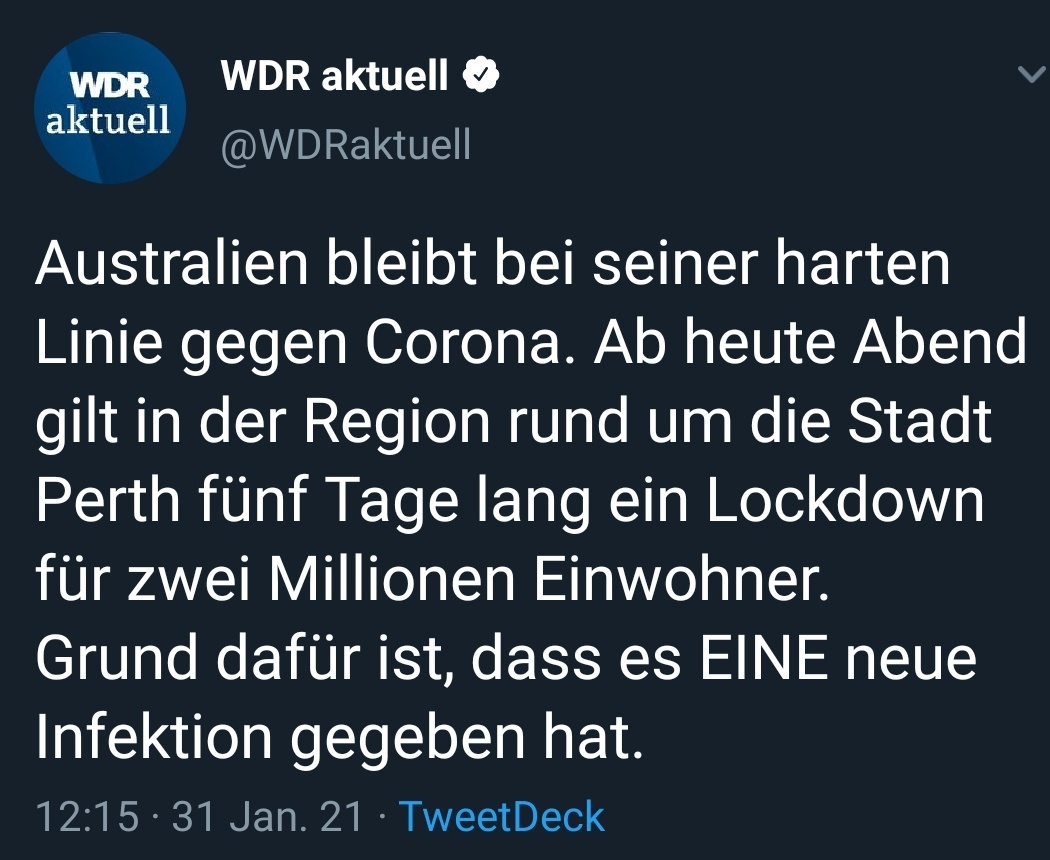 WDR
aktuell
WDR aktuell
@WDRaktuell
Australien bleibt bei seiner harten
Linie gegen Corona. Ab heute Abend
gilt in der Region rund um die Stadt
Perth fünf Tage lang ein Lockdown
für zwei Millionen Einwohner.
Grund dafür ist, dass es EINE neue
Infektion gegeben hat.
12:15 · 31 Jan. 21 · TweetDeck